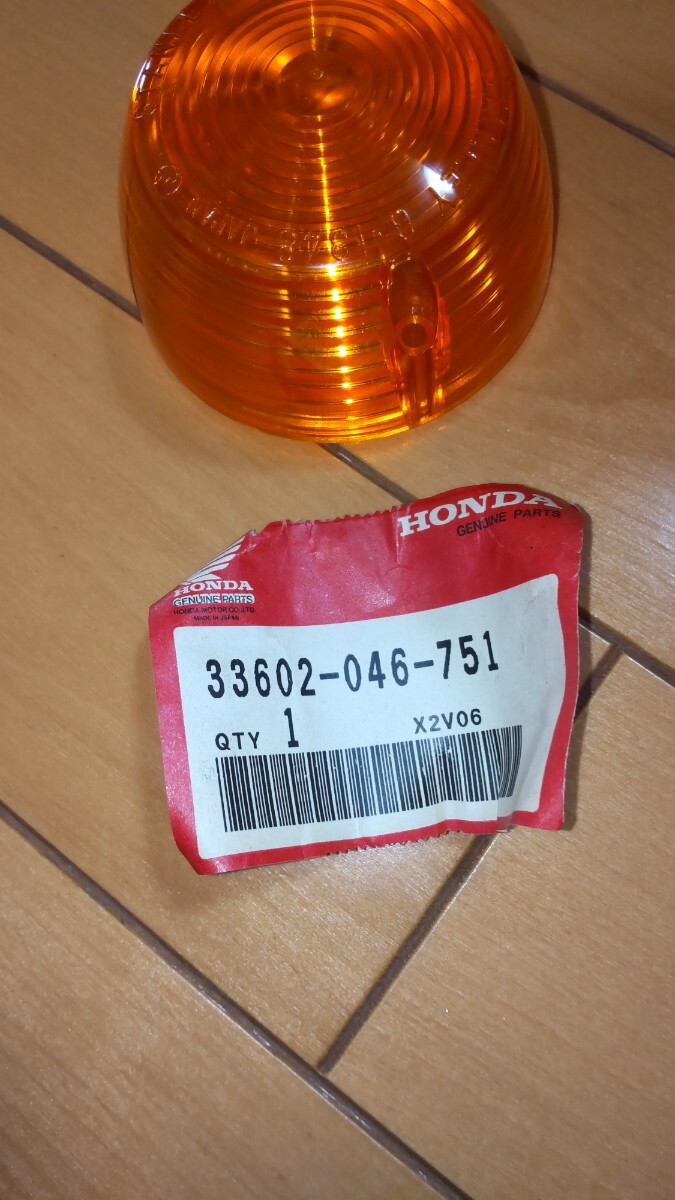 HONDA
GENUINE PARTS
HONDA
GENUINE PARTS
HONDA MOTOR CO.,LTD.
MADE IN JAPAN
33602-046-751
QTY 1 X2V06